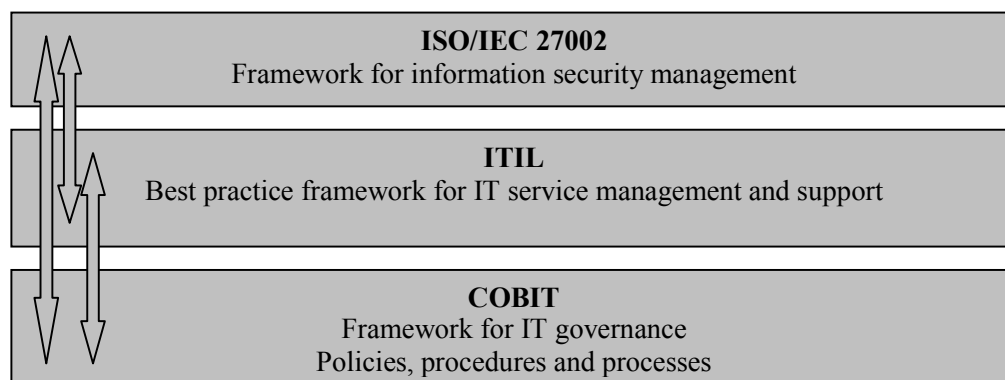 ISO/IEC 27002
Framework for information security management
ITIL
Best practice framework for IT service management and support
COBIT
Framework for IT governance
Policies, procedures and processes